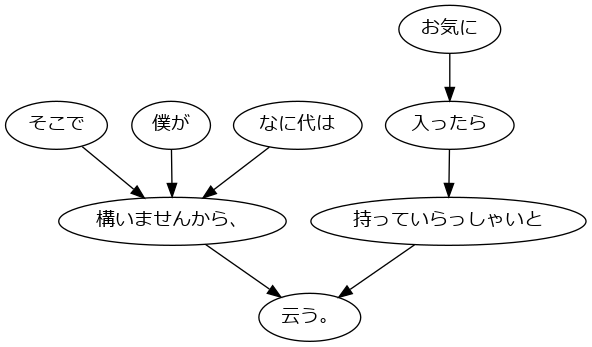 お気に
そこで
僕が
なに代は
入ったら
構いませんから、
持っていらっしゃいと
云う。